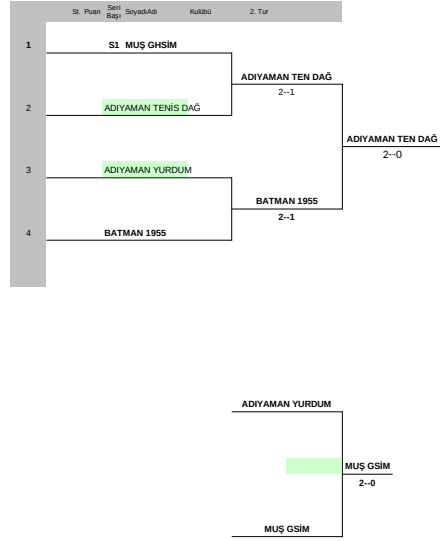 St. Puan Seri Başı SoyadıAdı Kulübü 2. Tur
1 S1 MUŞ GHSİM
ADIYAMAN TEN DAĞ
2--1
2 ADIYAMAN TENİS DAĞ
ADIYAMAN TEN DAĞ
2--0
3 ADIYAMAN YURDUM
BATMAN 1955
2--1
4 BATMAN 1955
ADIYAMAN YURDUM
MUŞ GSİM
2--0
MUŞ GSİM